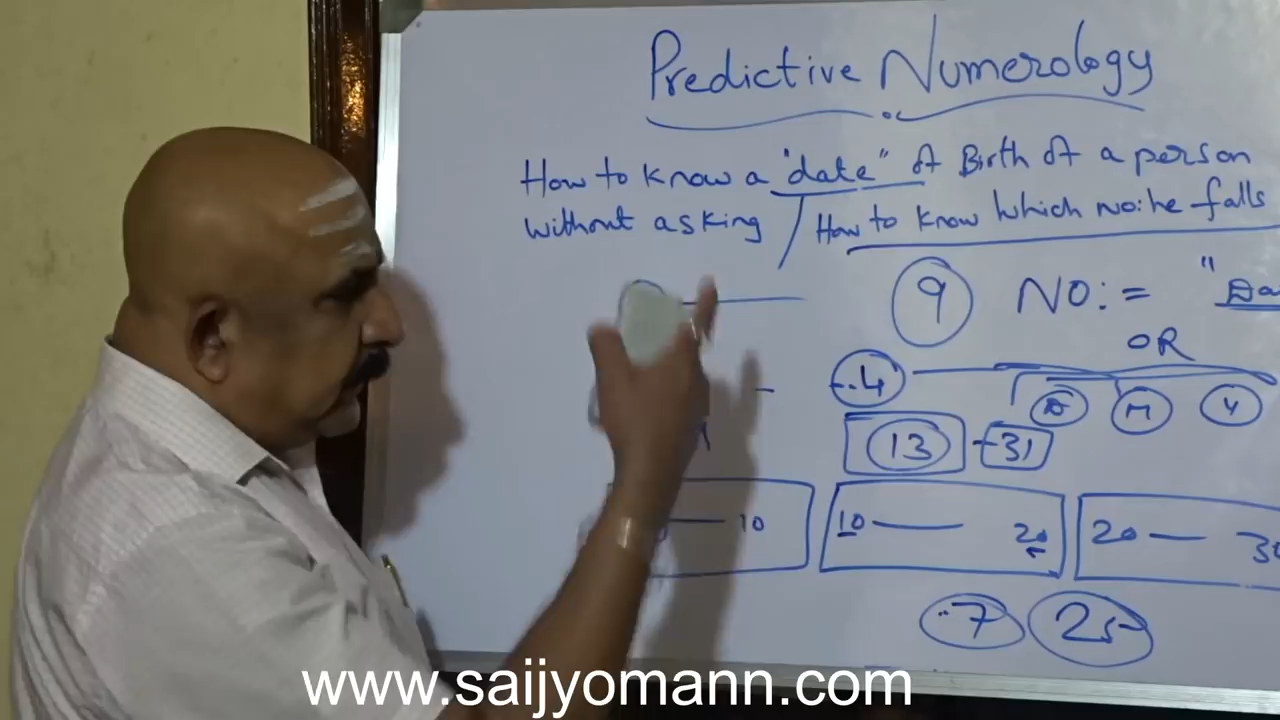 Predictive Numerology
How to know a "date" of Birth of a person
without asking / How to know which no: he falls
9 NO: = "Da
OR
4
D M Y
13 - 31
10 10 20 20 30
7 25
www.saijyomann.com